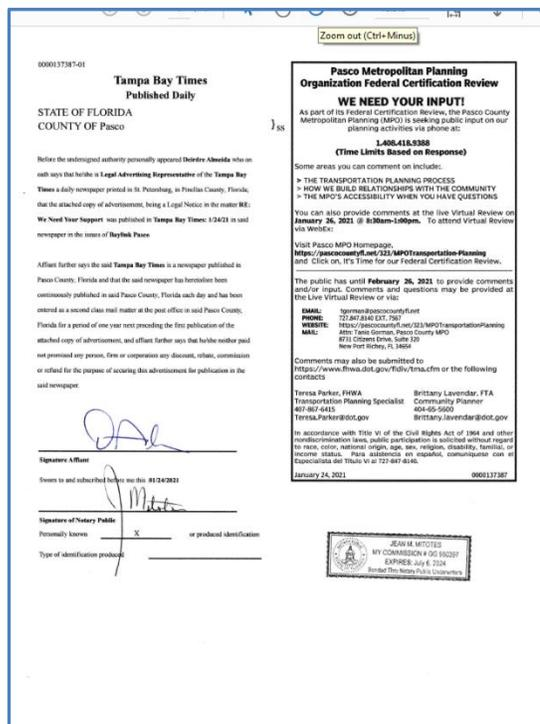 Zoom out (Ctrl+Minus)
0000137387-01
Tampa Bay Times
Published Daily
STATE OF FLORIDA
COUNTY OF Pasco
}ss
Before the undersigned authority personally appeared Deirdre Almeida who on
oath says that he/she is Legal Advertising Representative of the Tampa Bay
Times a daily newspaper printed in St. Petersburg, in Pinellas County, Florida;
that the attached copy of advertisement, being a Legal Notice in the matter RE:
We Need Your Support was published in Tampa Bay Times: 1/24/21 in said
newspaper in the issues of Baylink Pasco
Affiant further says the said Tampa Bay Times is a newspaper published in
Pasco County, Florida and that the said newspaper has heretofore been
continuously published in said Pasco County, Florida each day and has been
entered as a second class mail matter at the post office in said Pasco County,
Florida for a period of one year next preceding the first publication of the
attached copy of advertisement, and affiant further says that he/she neither paid
not promised any person, firm or corporation any discount, rebate, commission
or refund for the purpose of securing this advertisement for publication in the
said newspaper.
Signature Affiant
Sworn to and subscribed before me this 01/24/2021
Signature of Notary Public
Personally known X or produced identification
Type of identification produced
Pasco Metropolitan Planning
Organization Federal Certification Review
WE NEED YOUR INPUT!
As part of its Federal Certification Review, the Pasco County
Metropolitan Planning (MPO) is seeking public input on our
planning activities via phone at:
1.408.418.9388
(Time Limits Based on Response)
Some areas you can comment on include:
> THE TRANSPORTATION PLANNING PROCESS
> HOW WE BUILD RELATIONSHIPS WITH THE COMMUNITY
> THE MPO'S ACCESSIBILITY WHEN YOU HAVE QUESTIONS
You can also provide comments at the live Virtual Review on
January 26, 2021 @ 8:30am-1:00pm. To attend Virtual Review
via WebEx:
Visit Pasco MPO Homepage,
https://pascocountyfl.net/323/MPOTransportation-Planning
and Click on, It's Time for our Federal Certification Review.
The public has until February 26, 2021 to provide comments
and/or input. Comments and questions may be provided at
the Live Virtual Review or via:
EMAIL: tgorman@pascocountyfl.net
PHONE: 727.847.8140 EXT. 7567
WEBSITE: https://pascocountyfl.net/323/MPOTransportationPlanning
MAIL: Attn: Tania Gorman, Pasco County MPO
8731 Citizens Drive, Suite 320
New Port Richey, FL 34654
Comments may also be submitted to
https://www.fhwa.dot.gov/fldiv/tma.cfm or the following
contacts
Teresa Parker, FHWA
Transportation Planning Specialist
407-867-6415
Teresa.Parker@dot.gov
Brittany Lavendar, FTA
Community Planner
404-65-5600
Brittany.lavendar@dot.gov
In accordance with Title VI of the Civil Rights Act of 1964 and other
nondiscrimination laws, public participation is solicited without regard
to race, color, national origin, age, sex, religion, disability, familial, or
income status. Para asistencia en español, comuniquese con el
Especialista del Titulo VI al 727-847-8140.
January 24, 2021 0000137387
JEAN M. MITOTES
EXPIRES: July 6, 2024
Bonded Thru Notary Public Underwriters